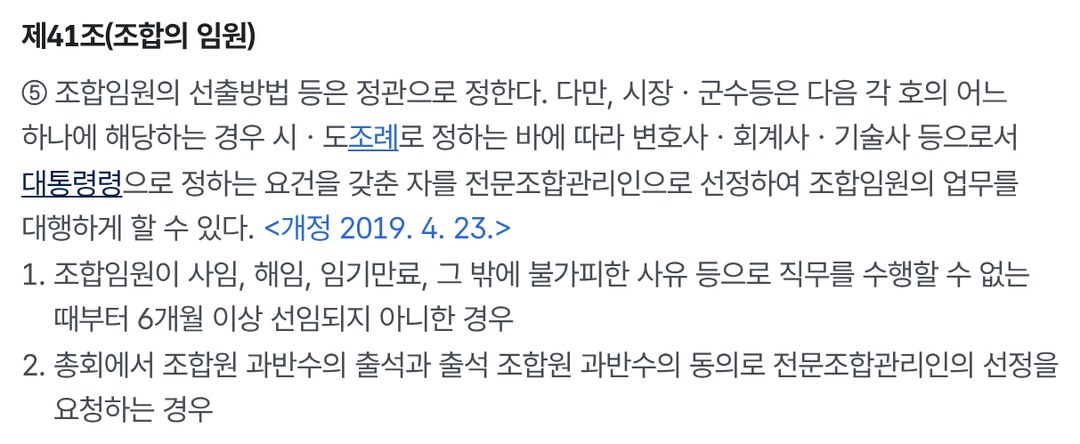 제41조(조합의 임원)
⑤ 조합임원의 선출방법 등은 정관으로 정한다. 다만, 시장ㆍ군수등은 다음 각 호의 어느
하나에 해당하는 경우 시ㆍ도조례로 정하는 바에 따라 변호사ㆍ회계사ㆍ기술사 등으로서
대통령령으로 정하는 요건을 갖춘 자를 전문조합관리인으로 선정하여 조합임원의 업무를
대행하게 할 수 있다. <개정 2019. 4. 23.>
1. 조합임원이 사임, 해임, 임기만료, 그 밖에 불가피한 사유 등으로 직무를 수행할 수 없는
때부터 6개월 이상 선임되지 아니한 경우
2. 총회에서 조합원 과반수의 출석과 출석 조합원 과반수의 동의로 전문조합관리인의 선정을
요청하는 경우